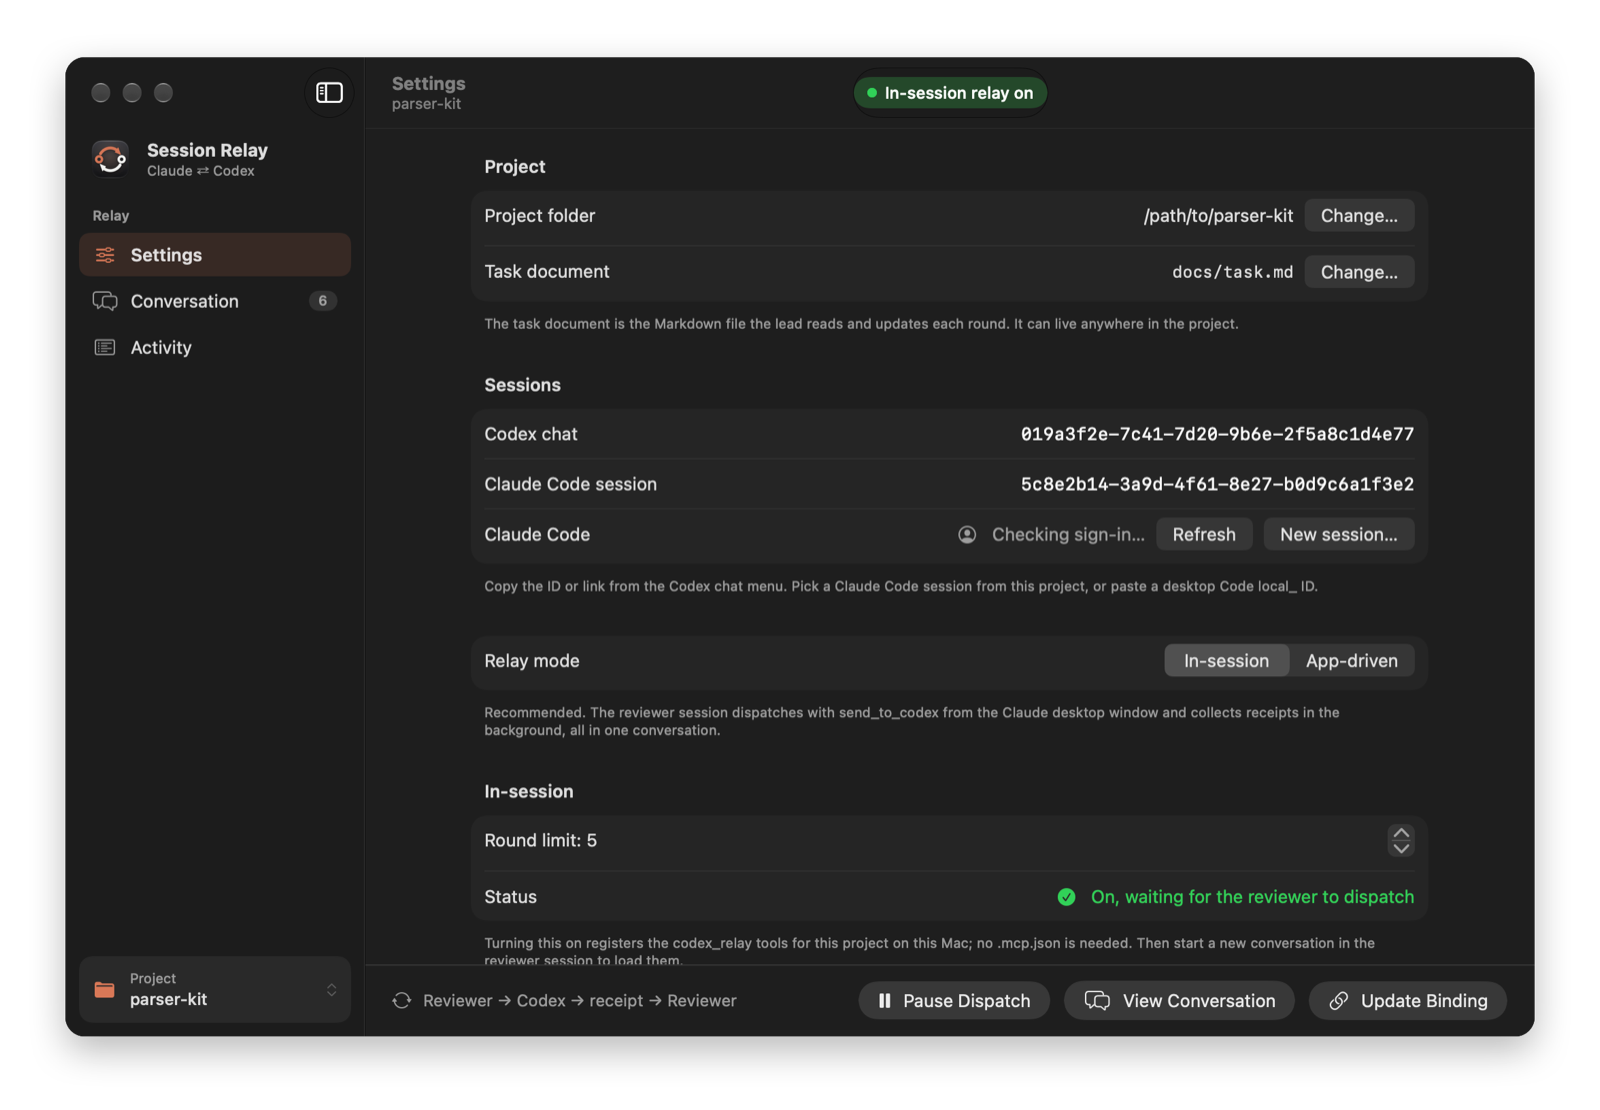 Session Relay
Claude ⇄ Codex
Relay
Settings
Conversation
6
Activity
Project
parser-kit
Settings
parser-kit
In-session relay on
Project
Project folder
/path/to/parser-kit
Change...
Task document
docs/task.md
Change...
The task document is the Markdown file the lead reads and updates each round. It can live anywhere in the project.
Sessions
Codex chat
019a3f2e-7c41-7d20-9b6e-2f5a8c1d4e77
Claude Code session
5c8e2b14-3a9d-4f61-8e27-b0d9c6a1f3e2
Claude Code
Checking sign-in...
Refresh
New session...
Copy the ID or link from the Codex chat menu. Pick a Claude Code session from this project, or paste a desktop Code local_ ID.
Relay mode
In-session
App-driven
Recommended. The reviewer session dispatches with send_to_codex from the Claude desktop window and collects receipts in the
background, all in one conversation.
In-session
Round limit: 5
Status
On, waiting for the reviewer to dispatch
Turning this on registers the codex_relay tools for this project on this Mac; no .mcp.json is needed. Then start a new conversation in the
reviewer session to load them.
Reviewer → Codex → receipt → Reviewer
Pause Dispatch
View Conversation
Update Binding